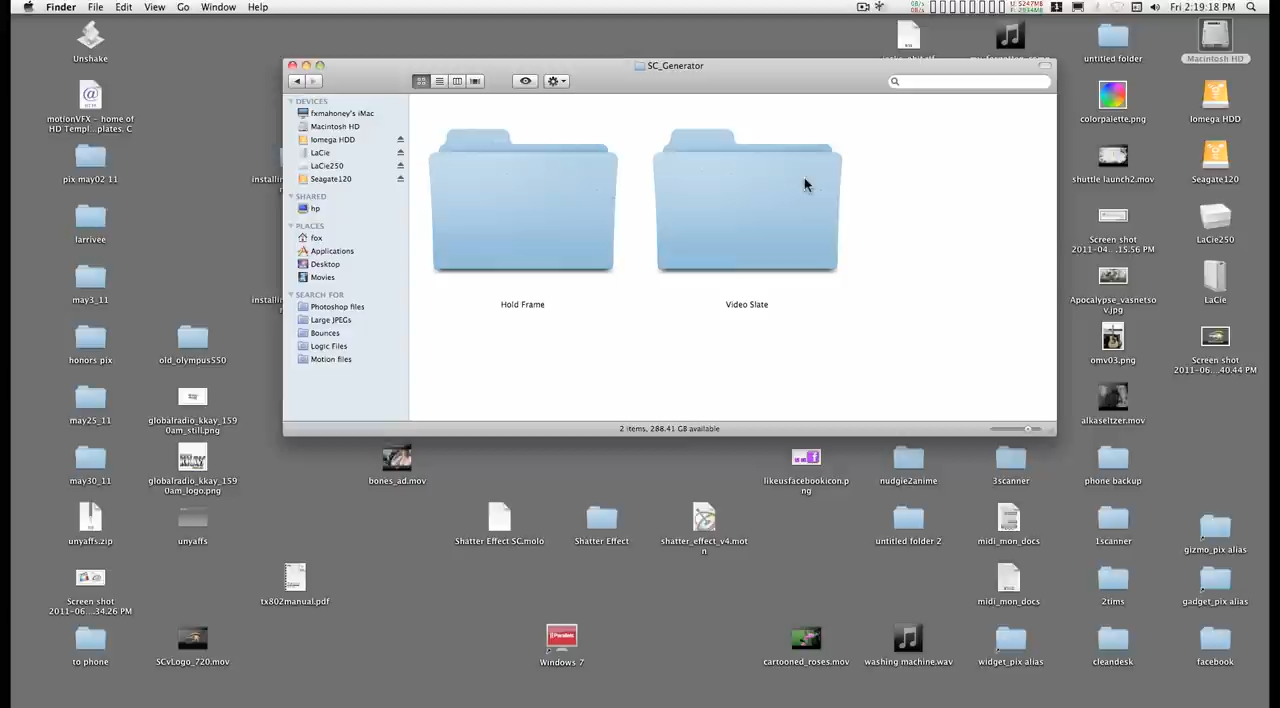 Finder File Edit View Go Window Help
Fri 2:19:18 PM
SC_Generator
DEVICES
fxmahoney's iMac
Macintosh HD
Iomega HDD
LaCie
LaCie250
Seagate120
SHARED
hp
PLACES
fox
Applications
Desktop
Movies
SEARCH FOR
Photoshop files
Large JPEGs
Bounces
Logic Files
Motion files
Hold Frame
Video Slate
2 items, 288.41 GB available
Unshake
motionVFX - home of
HD Templ...plates, C
pix may02 11
farrivee
may3_11
honors pix
old_olympus550
may25_11
globalradio_kkay_159
0am_still.png
may30_11
globalradio_kkay_159
0am_logo.png
unyaffs.zip
unyaffs
Screen shot
2011-06....34.26 PM
tx802manual.pdf
to phone
SCvLogo_720.mov
installin
installin
bones_ad.mov
Shatter Effect SC.molo
Shatter Effect
shatter_effect_v4.mot
n
Windows 7
likeusfacebookicon.p
ng
nudgie2anime
3scanner
phone backup
untitled folder 2
midi_mon_docs
1scanner
gizmo_pix alias
midi_mon_docs
2tims
gadget_pix alias
cartooned_roses.mov
washing machine.wav
widget_pix alias
cleandesk
facebook
untitled folder
Macintosh HD
colorpalette.png
Iomega HDD
shuttle launch2.mov
Seagate120
Screen shot
2011-04...15.56 PM
LaCie250
Apocalypse_vasnetsov
v.jpg
LaCie
omv03.png
Screen shot
2011-06....40.44 PM
alkaseltzer.mov